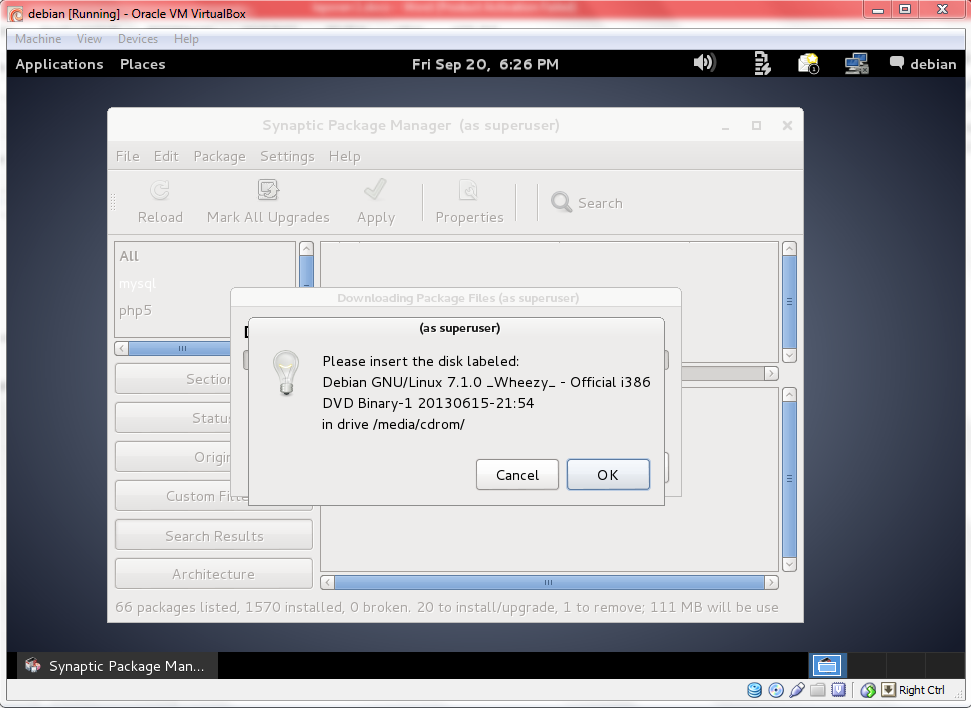 debian [Running] - Oracle VM VirtualBox
Machine View Devices Help
Applications Places Fri Sep 20, 6:26 PM 1 debian
Synaptic Package Manager (as superuser)
File Edit Package Settings Help
Reload Mark All Upgrades Apply Properties Search
All
mysql
php5
Downloading Package Files (as superuser)
(as superuser)
Please insert the disk labeled:
Debian GNU/Linux 7.1.0 _Wheezy_ - Official i386
DVD Binary-1 20130615-21:54
in drive /media/cdrom/
Cancel OK
Section
Statu
Origi
Custom Filte
Search Results
Architecture
66 packages listed, 1570 installed, 0 broken. 20 to install/upgrade, 1 to remove; 111 MB will be use
Synaptic Package Man...
Right Ctrl